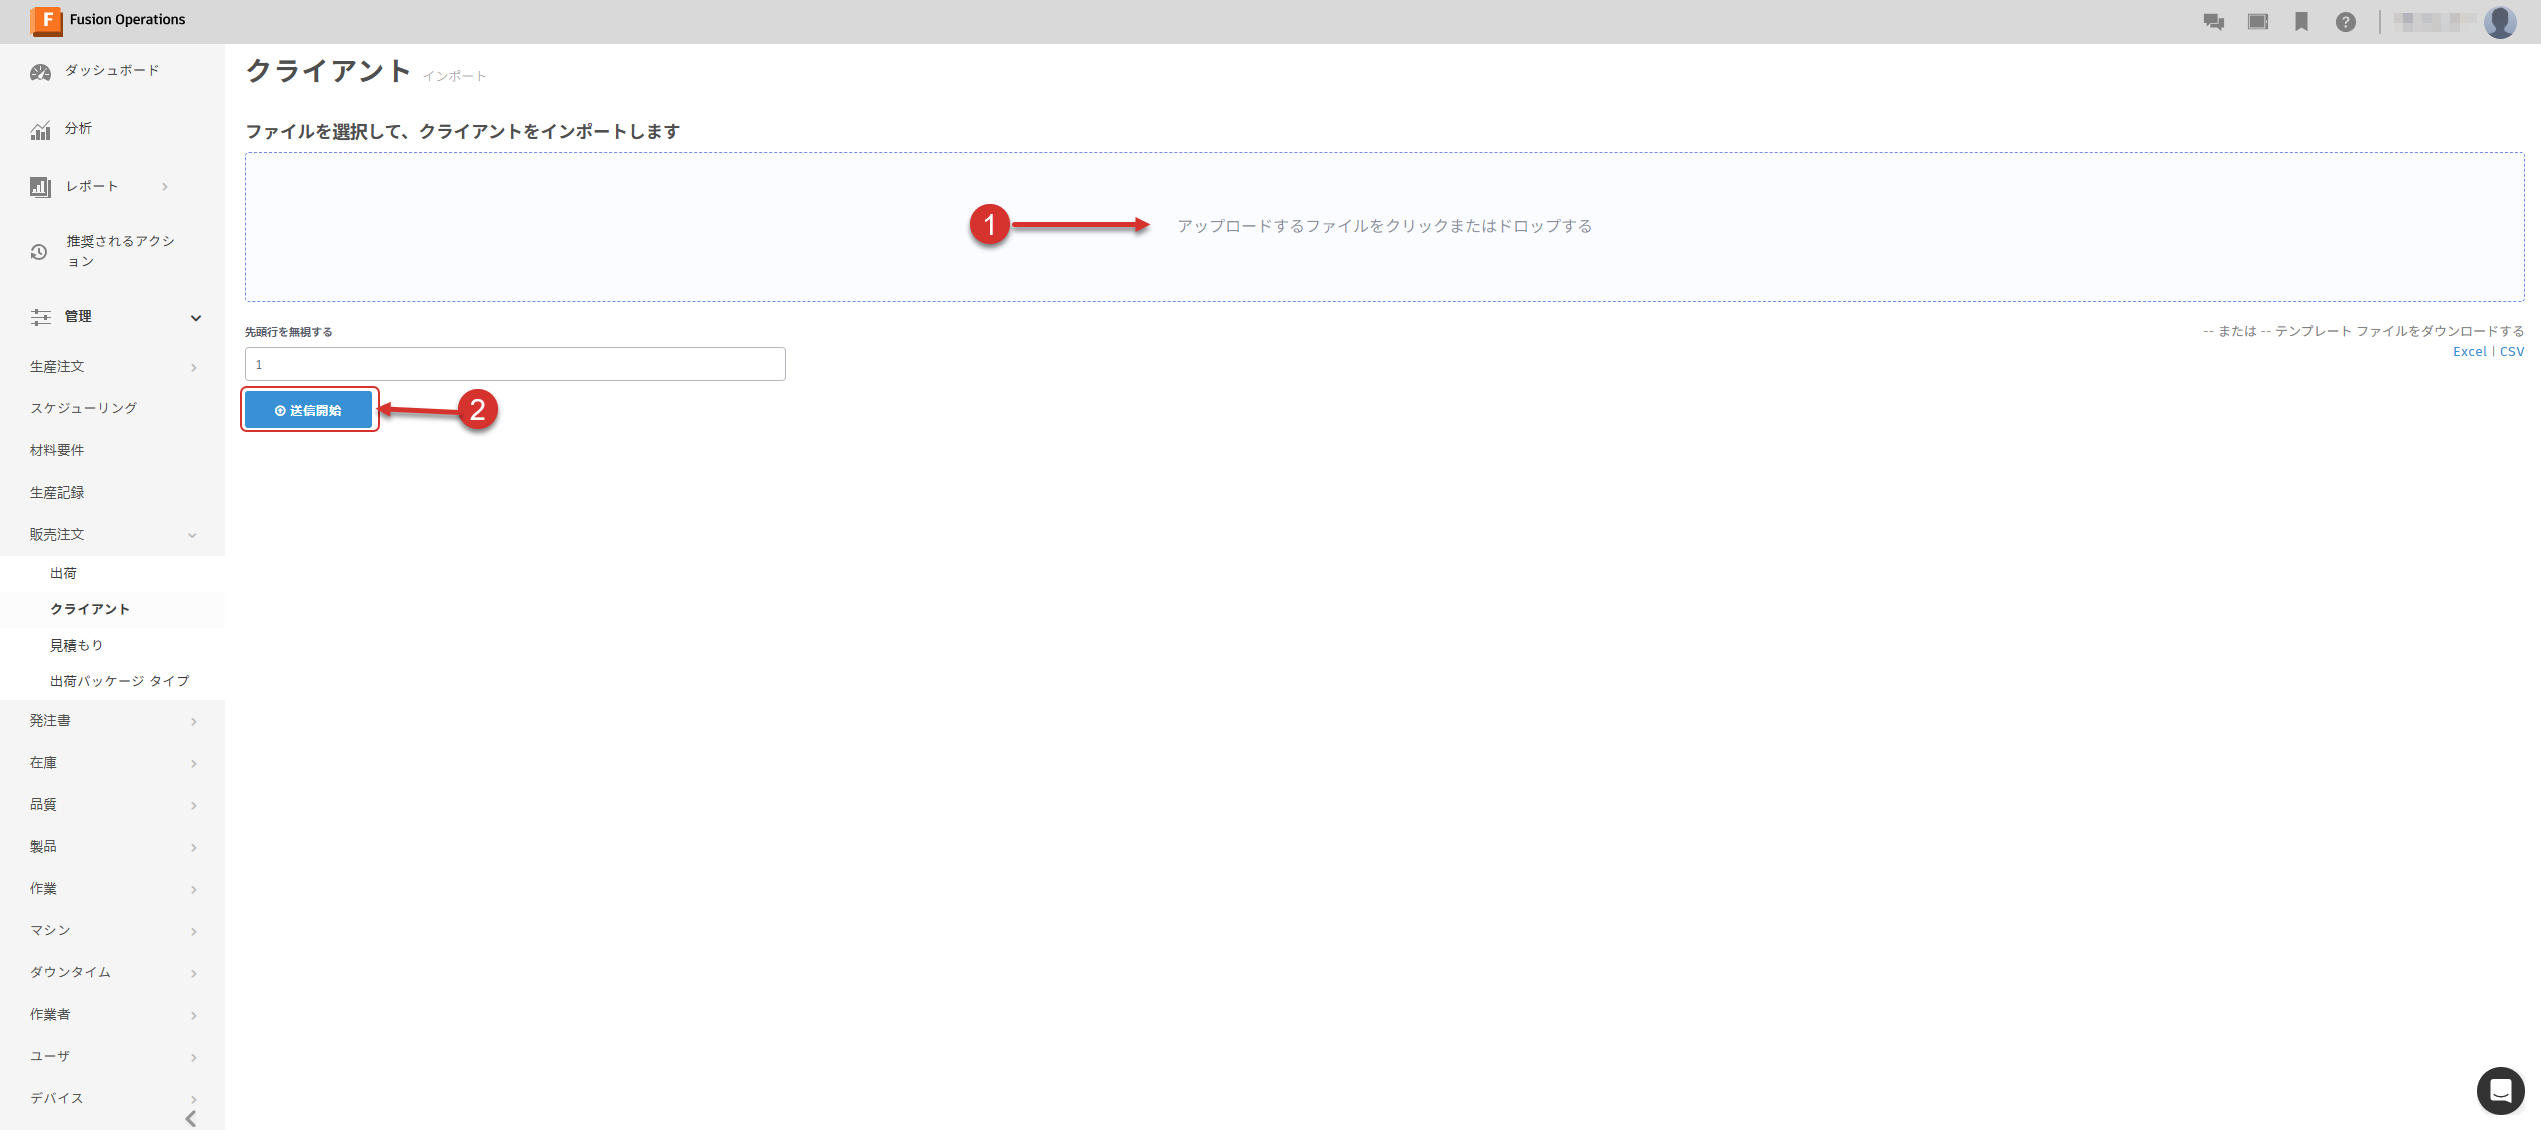 Fusion Operations
ダッシュボード
分析
レポート
推奨されるアクシ
ョン
管理
生産注文
スケジューリング
材料要件
生産記録
販売注文
出荷
クライアント
見積もり
出荷パッケージ タイプ
発注書
在庫
品質
製品
作業
マシン
ダウンタイム
作業者
ユーザ
デバイス
クライアント インポート
ファイルを選択して、クライアントをインポートします
1
アップロードするファイルをクリックまたはドロップする
先頭行を無視する
1
-- または -- テンプレート ファイルをダウンロードする
Excel | CSV
送信開始
2